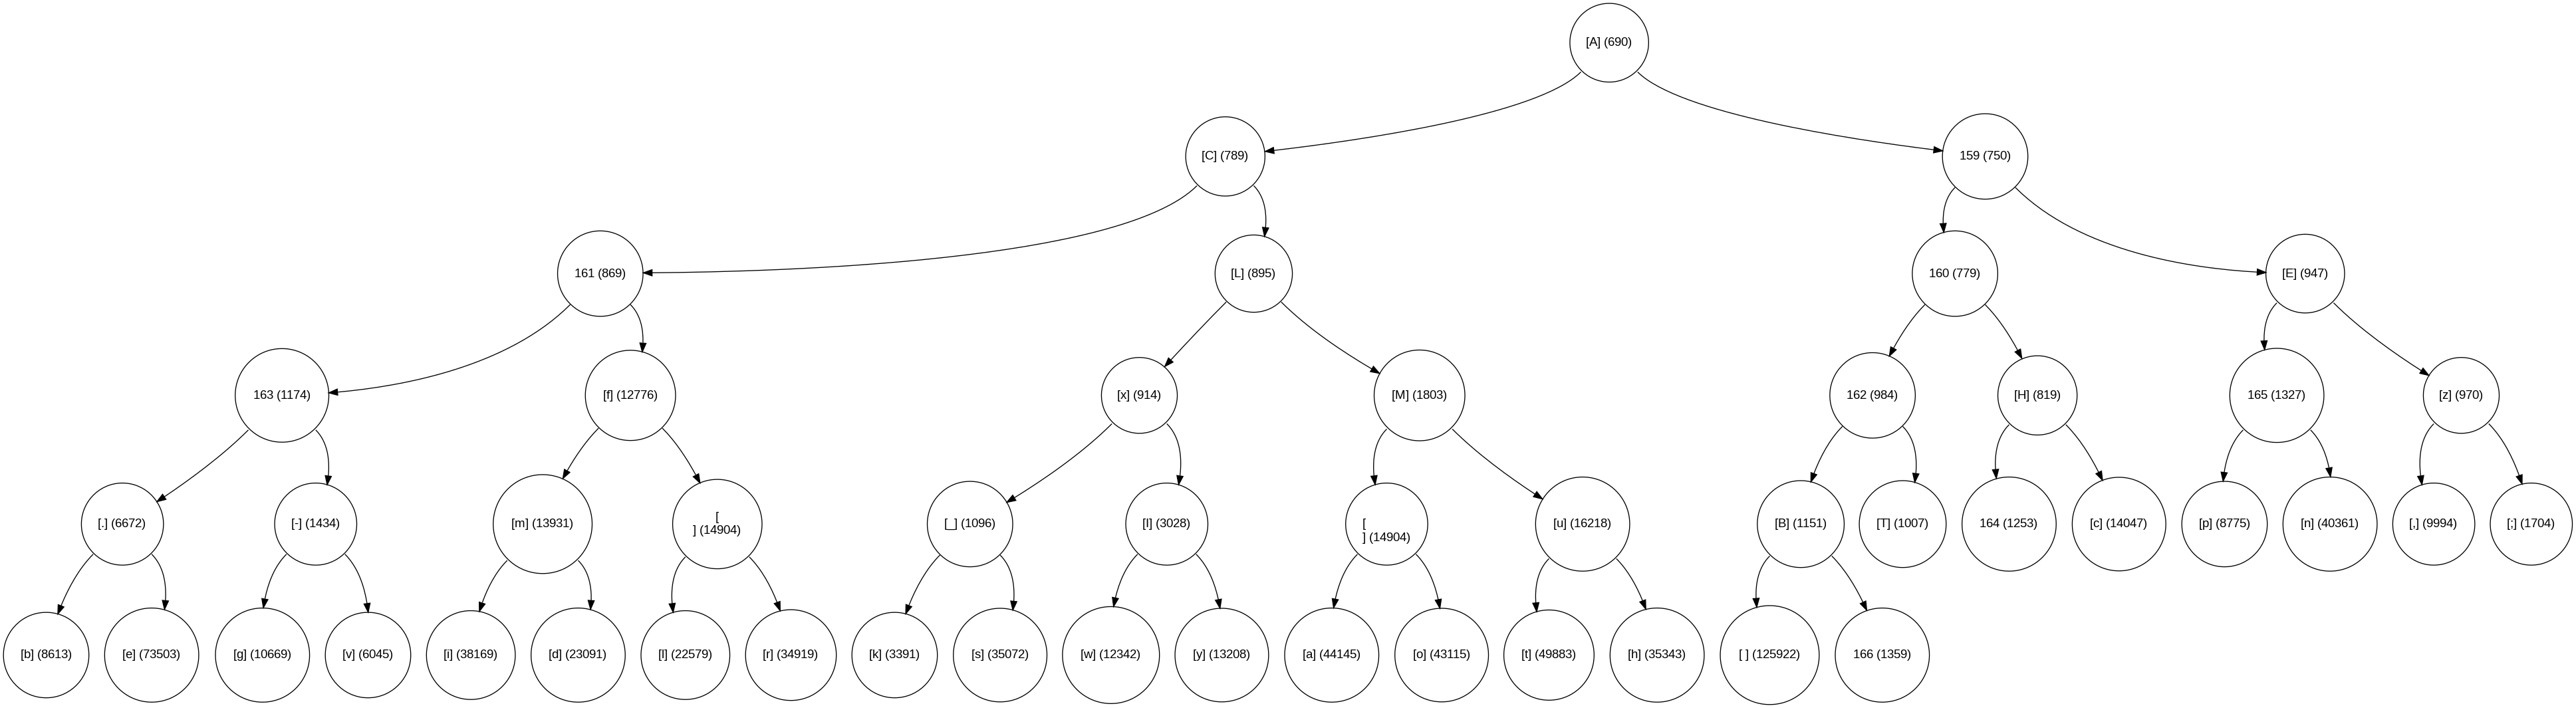 [A] (690)
[C] (789)
159 (750)
161 (869)
[L] (895)
160 (779)
[E] (947)
163 (1174)
[f] (12776)
[x] (914)
[M] (1803)
162 (984)
[H] (819)
165 (1327)
[z] (970)
[.] (6672)
[-] (1434)
[m] (13931)
[
] (14904)
[_] (1096)
[I] (3028)
[
] (14904)
[u] (16218)
[B] (1151)
[T] (1007)
164 (1253)
[c] (14047)
[p] (8775)
[n] (40361)
[,] (9994)
[;] (1704)
[b] (8613)
[e] (73503)
[g] (10669)
[v] (6045)
[i] (38169)
[d] (23091)
[l] (22579)
[r] (34919)
[k] (3391)
[s] (35072)
[w] (12342)
[y] (13208)
[a] (44145)
[o] (43115)
[t] (49883)
[h] (35343)
[ ] (125922)
166 (1359)